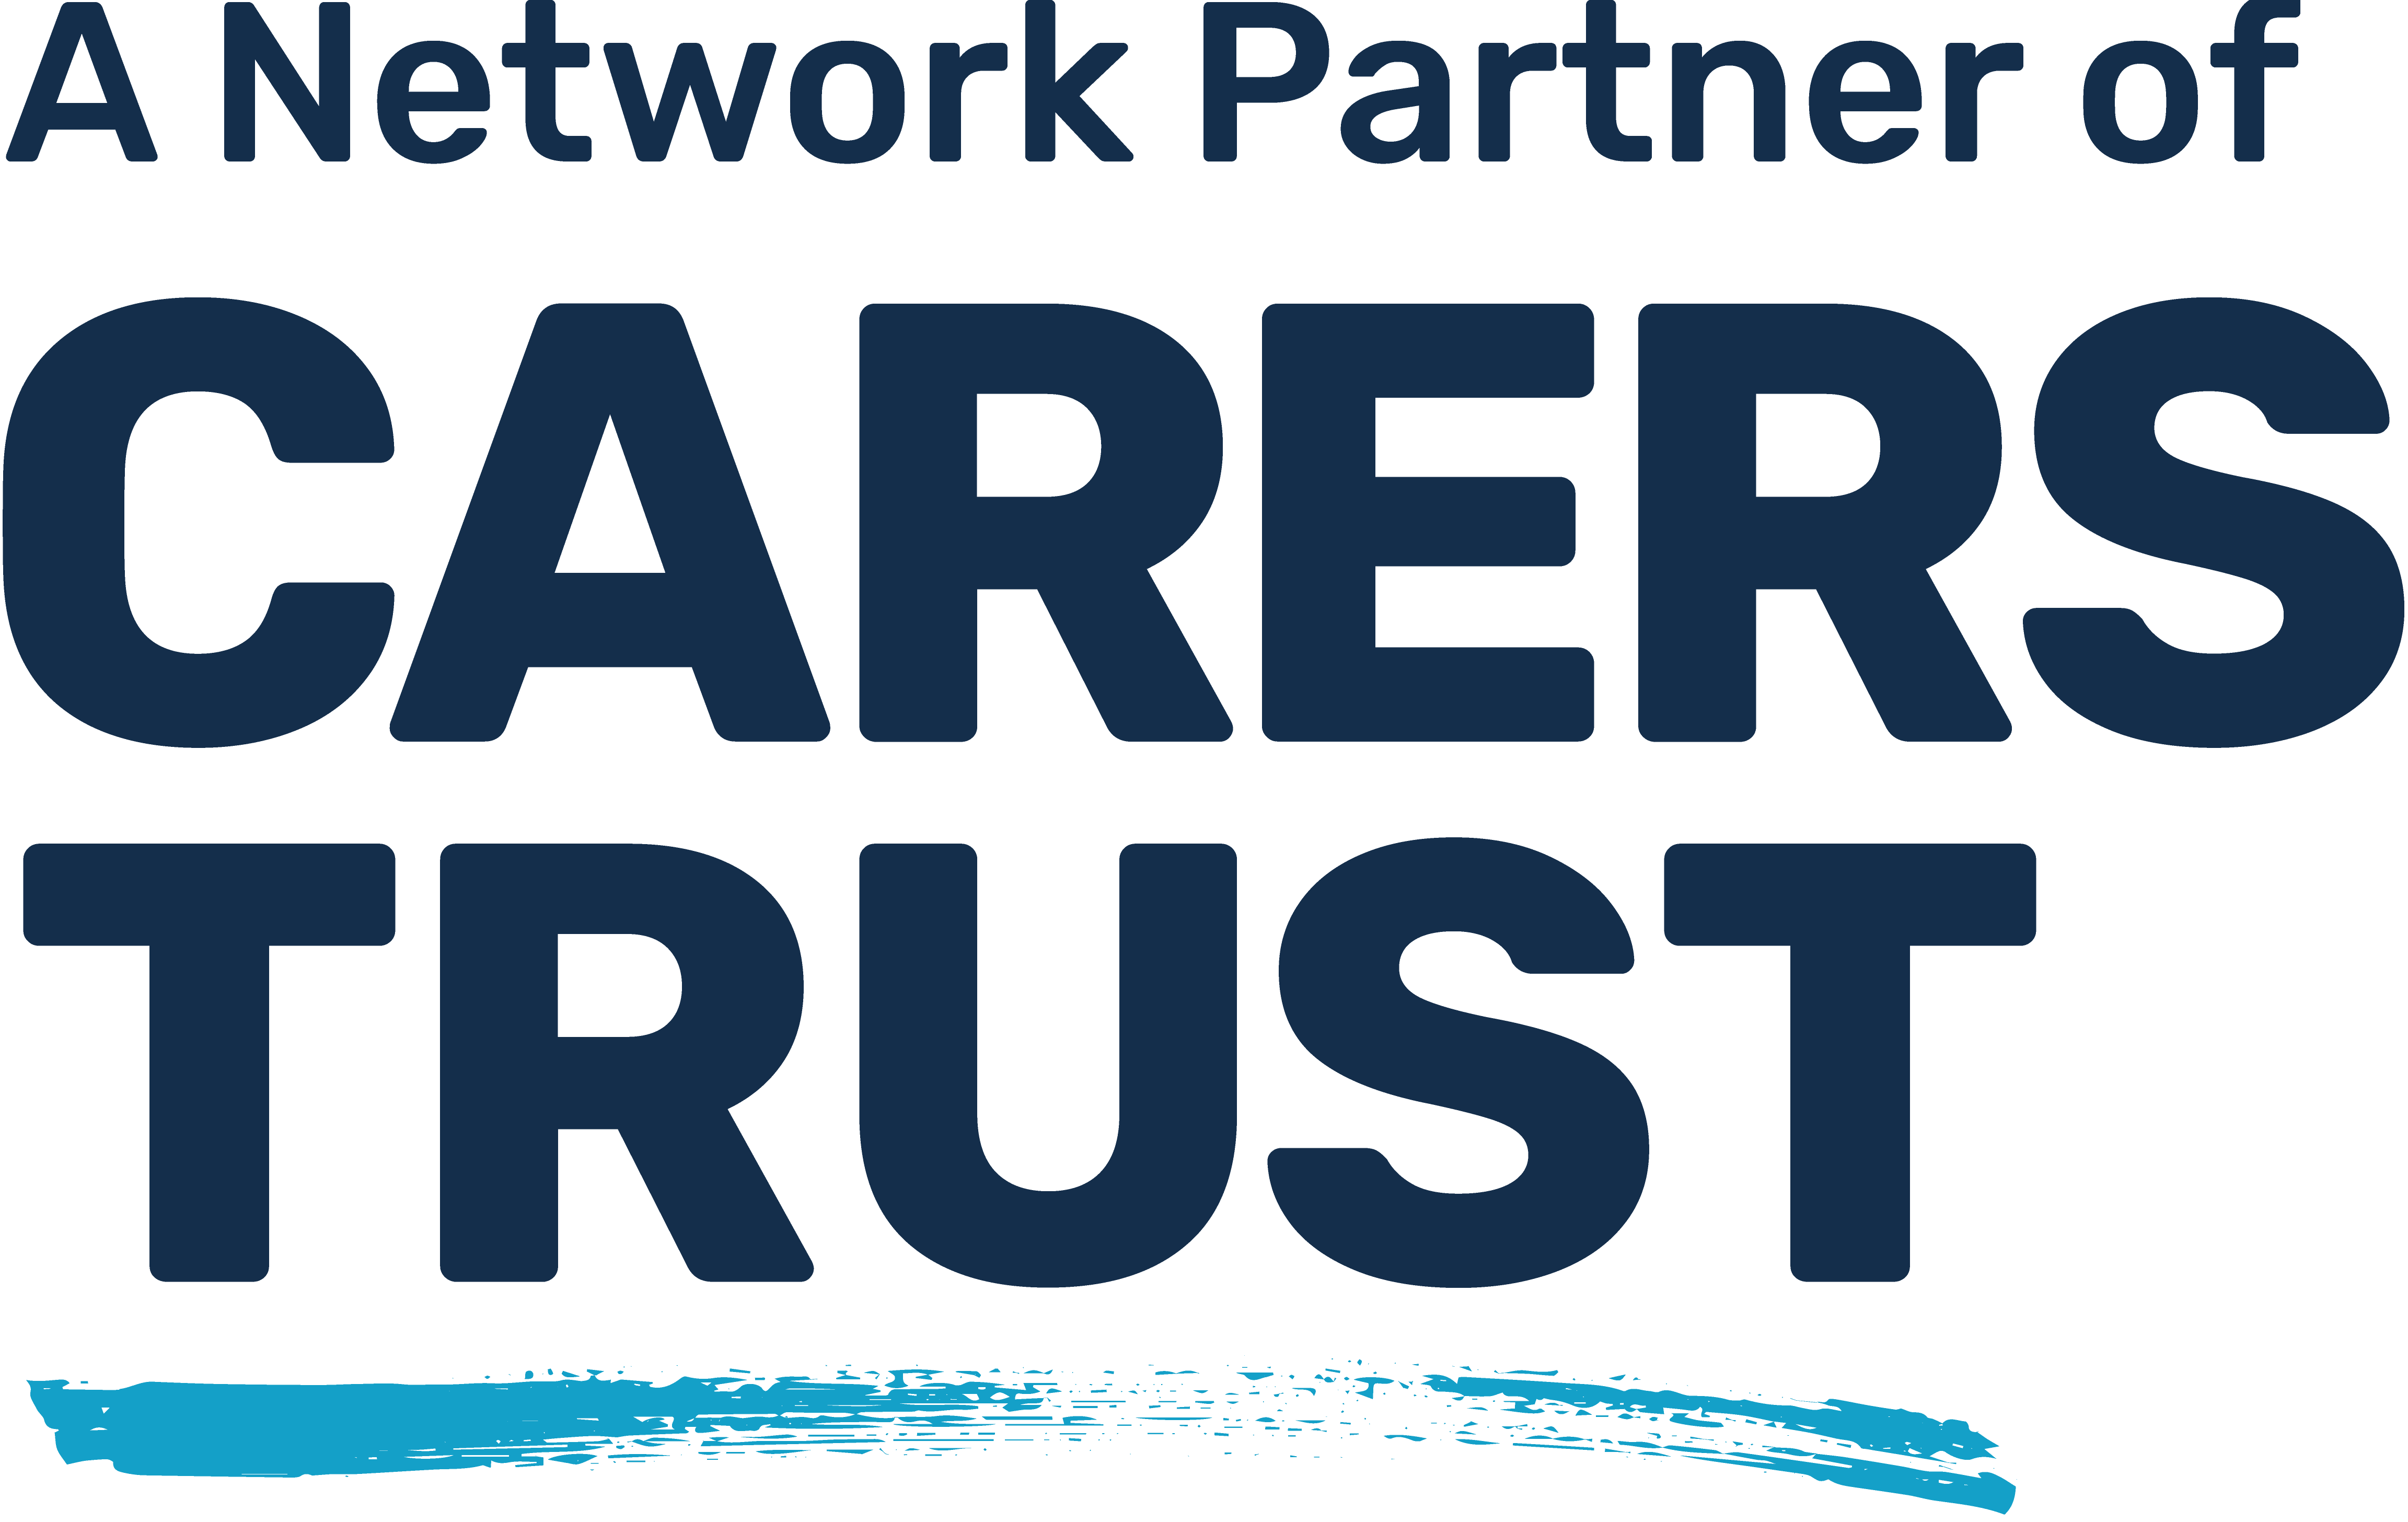 A Network Partner of
CARERS
TRUST